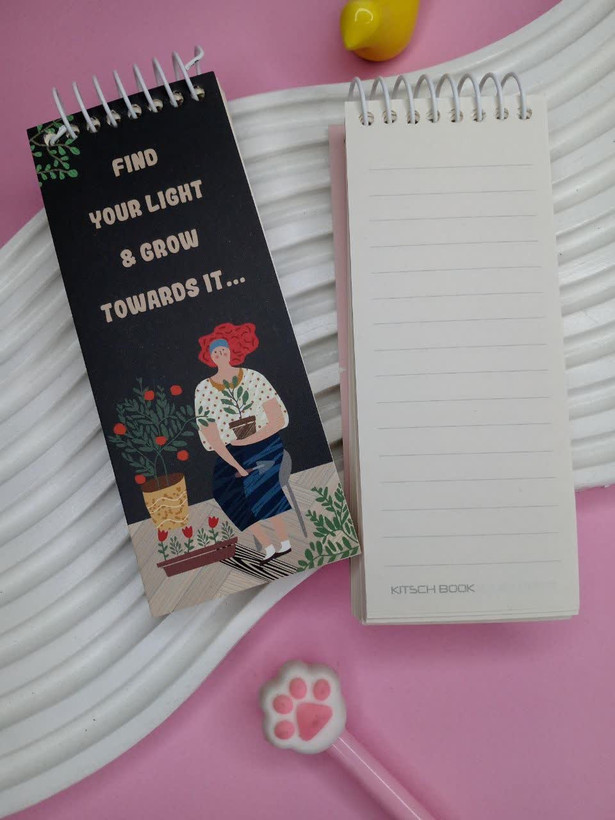 FIND
YOUR LIGHT
& GROW
TOWARDS IT...
KITSCH BOOK